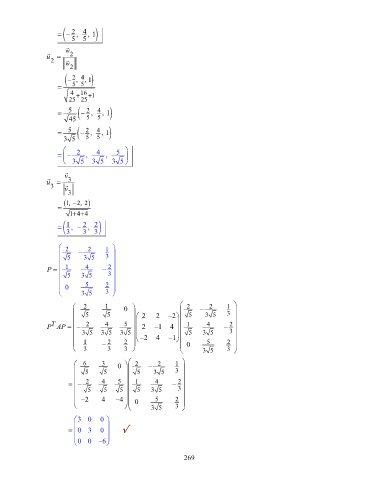 = (−2/5, 4/5, 1)
u⃗₂ = v⃗₂ / ‖v⃗₂‖
= (−2/5, 4/5, 1) / √(4/25 + 16/25 + 1)
= 5/√45 (−2/5, 4/5, 1)
= 5/(3√5) (−2/5, 4/5, 1)
= (−2/(3√5), 4/(3√5), 5/(3√5))
u⃗₃ = v⃗₃ / ‖v⃗₃‖
= (1, −2, 2) / √(1+4+4)
= (1/3, −2/3, 2/3)
P = ( 2/√5 −2/(3√5) 1/3
1/√5 4/(3√5) −2/3
0 5/(3√5) 2/3 )
PᵀAP = ( 2/√5 1/√5 0 ; −2/(3√5) 4/(3√5) 5/(3√5) ; 1/3 −2/3 2/3 ) ( 2 2 −2 ; 2 −1 4 ; −2 4 −1 ) ( 2/√5 −2/(3√5) 1/3 ; 1/√5 4/(3√5) −2/3 ; 0 5/(3√5) 2/3 )
= ( 6/√5 3/√5 0 ; −2/√5 4/√5 5/√5 ; −2 4 −4 ) ( 2/√5 −2/(3√5) 1/3 ; 1/√5 4/(3√5) −2/3 ; 0 5/(3√5) 2/3 )
= ( 3 0 0
0 3 0
0 0 −6 ) ✓
269